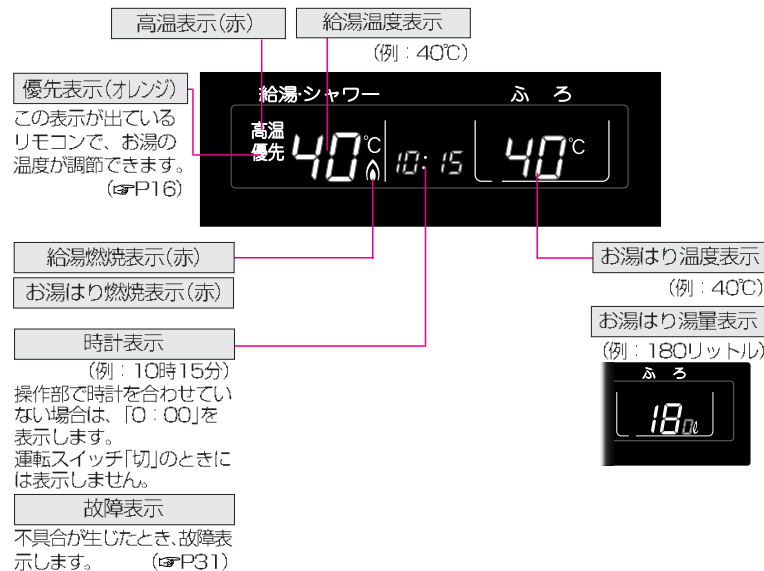 高温表示(赤)
給湯温度表示
(例：40℃)
優先表示(オレンジ)
この表示が出ている
リモコンで、お湯の
温度が調節できます。
(☞P16)
給湯・シャワー
ふろ
高温
優先
40℃
10:15
40℃
給湯燃焼表示(赤)
お湯はり燃焼表示(赤)
時計表示
(例：10時15分)
操作部で時計を合わせてい
ない場合は、「0：00」を
表示します。
運転スイッチ「切」のときに
は表示しません。
故障表示
不具合が生じたとき、故障表
示します。 (☞P31)
お湯はり温度表示
(例：40℃)
お湯はり湯量表示
(例：180リットル)
ふろ
180ℓ